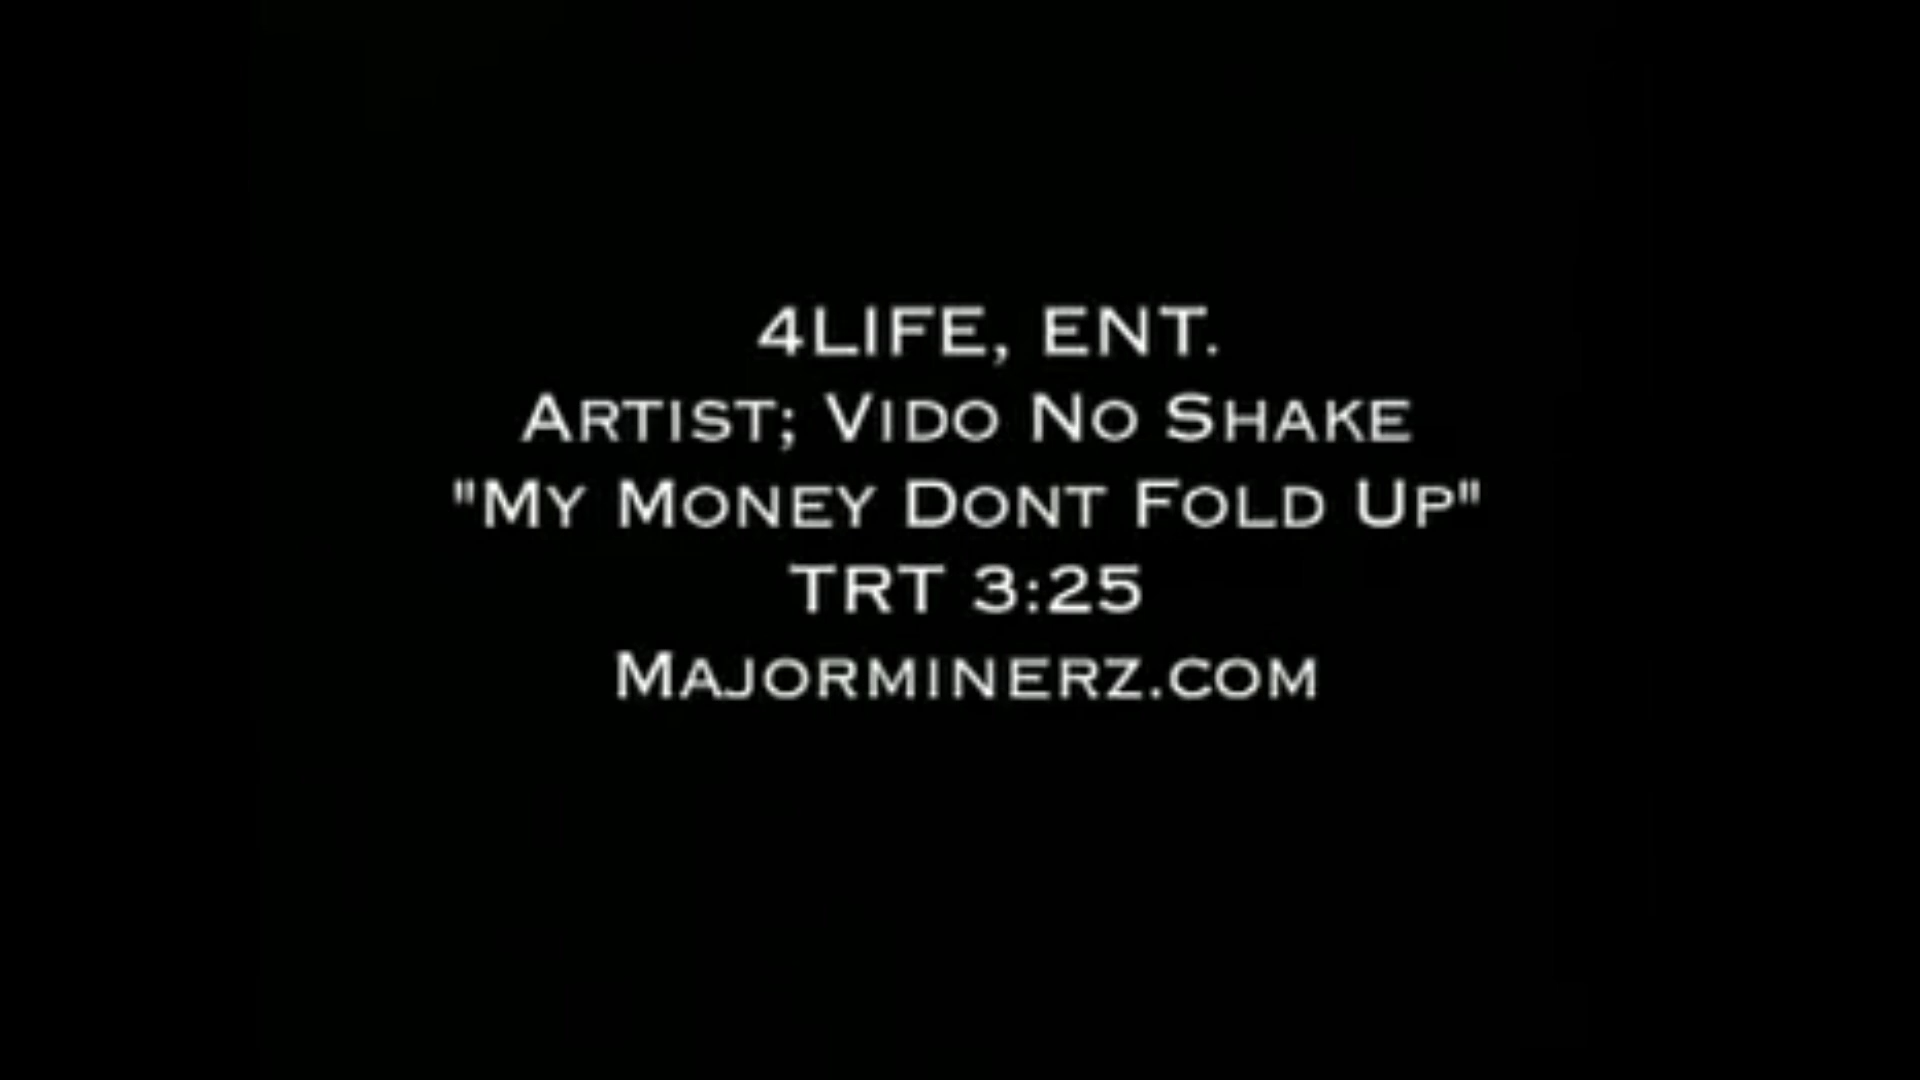 4LIFE, ENT.
Artist; Vido No Shake
"My Money Dont Fold Up"
TRT 3:25
Majorminerz.com